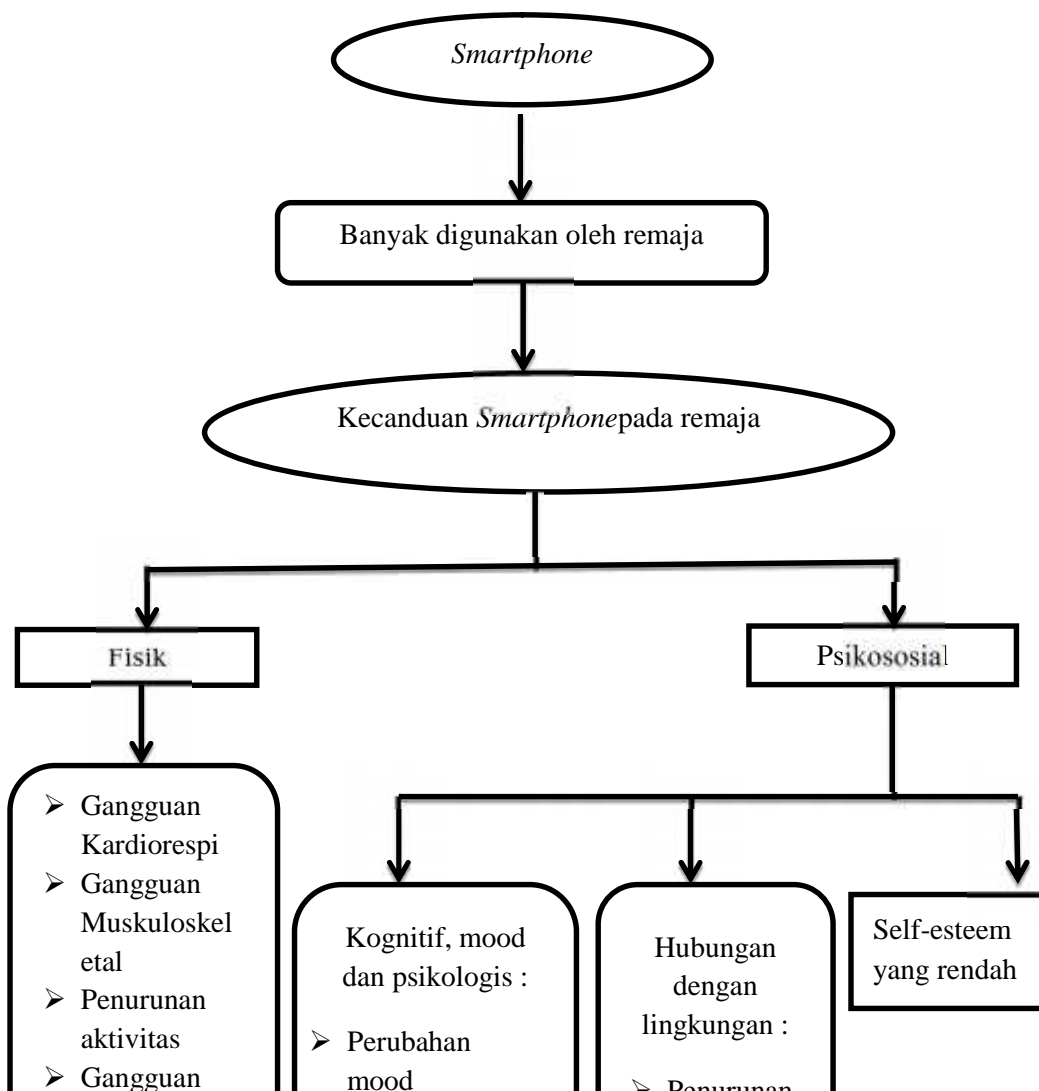 Smartphone
Banyak digunakan oleh remaja
Kecanduan Smartphonepada remaja
Fisik
Psikososial
➢ Gangguan
Kardiorespi
➢ Gangguan
Muskuloskel
etal
➢ Penurunan
aktivitas
➢ Gangguan
Kognitif, mood
dan psikologis :
➢ Perubahan
mood
Hubungan
dengan
lingkungan :
➢ Penurunan
Self-esteem
yang rendah